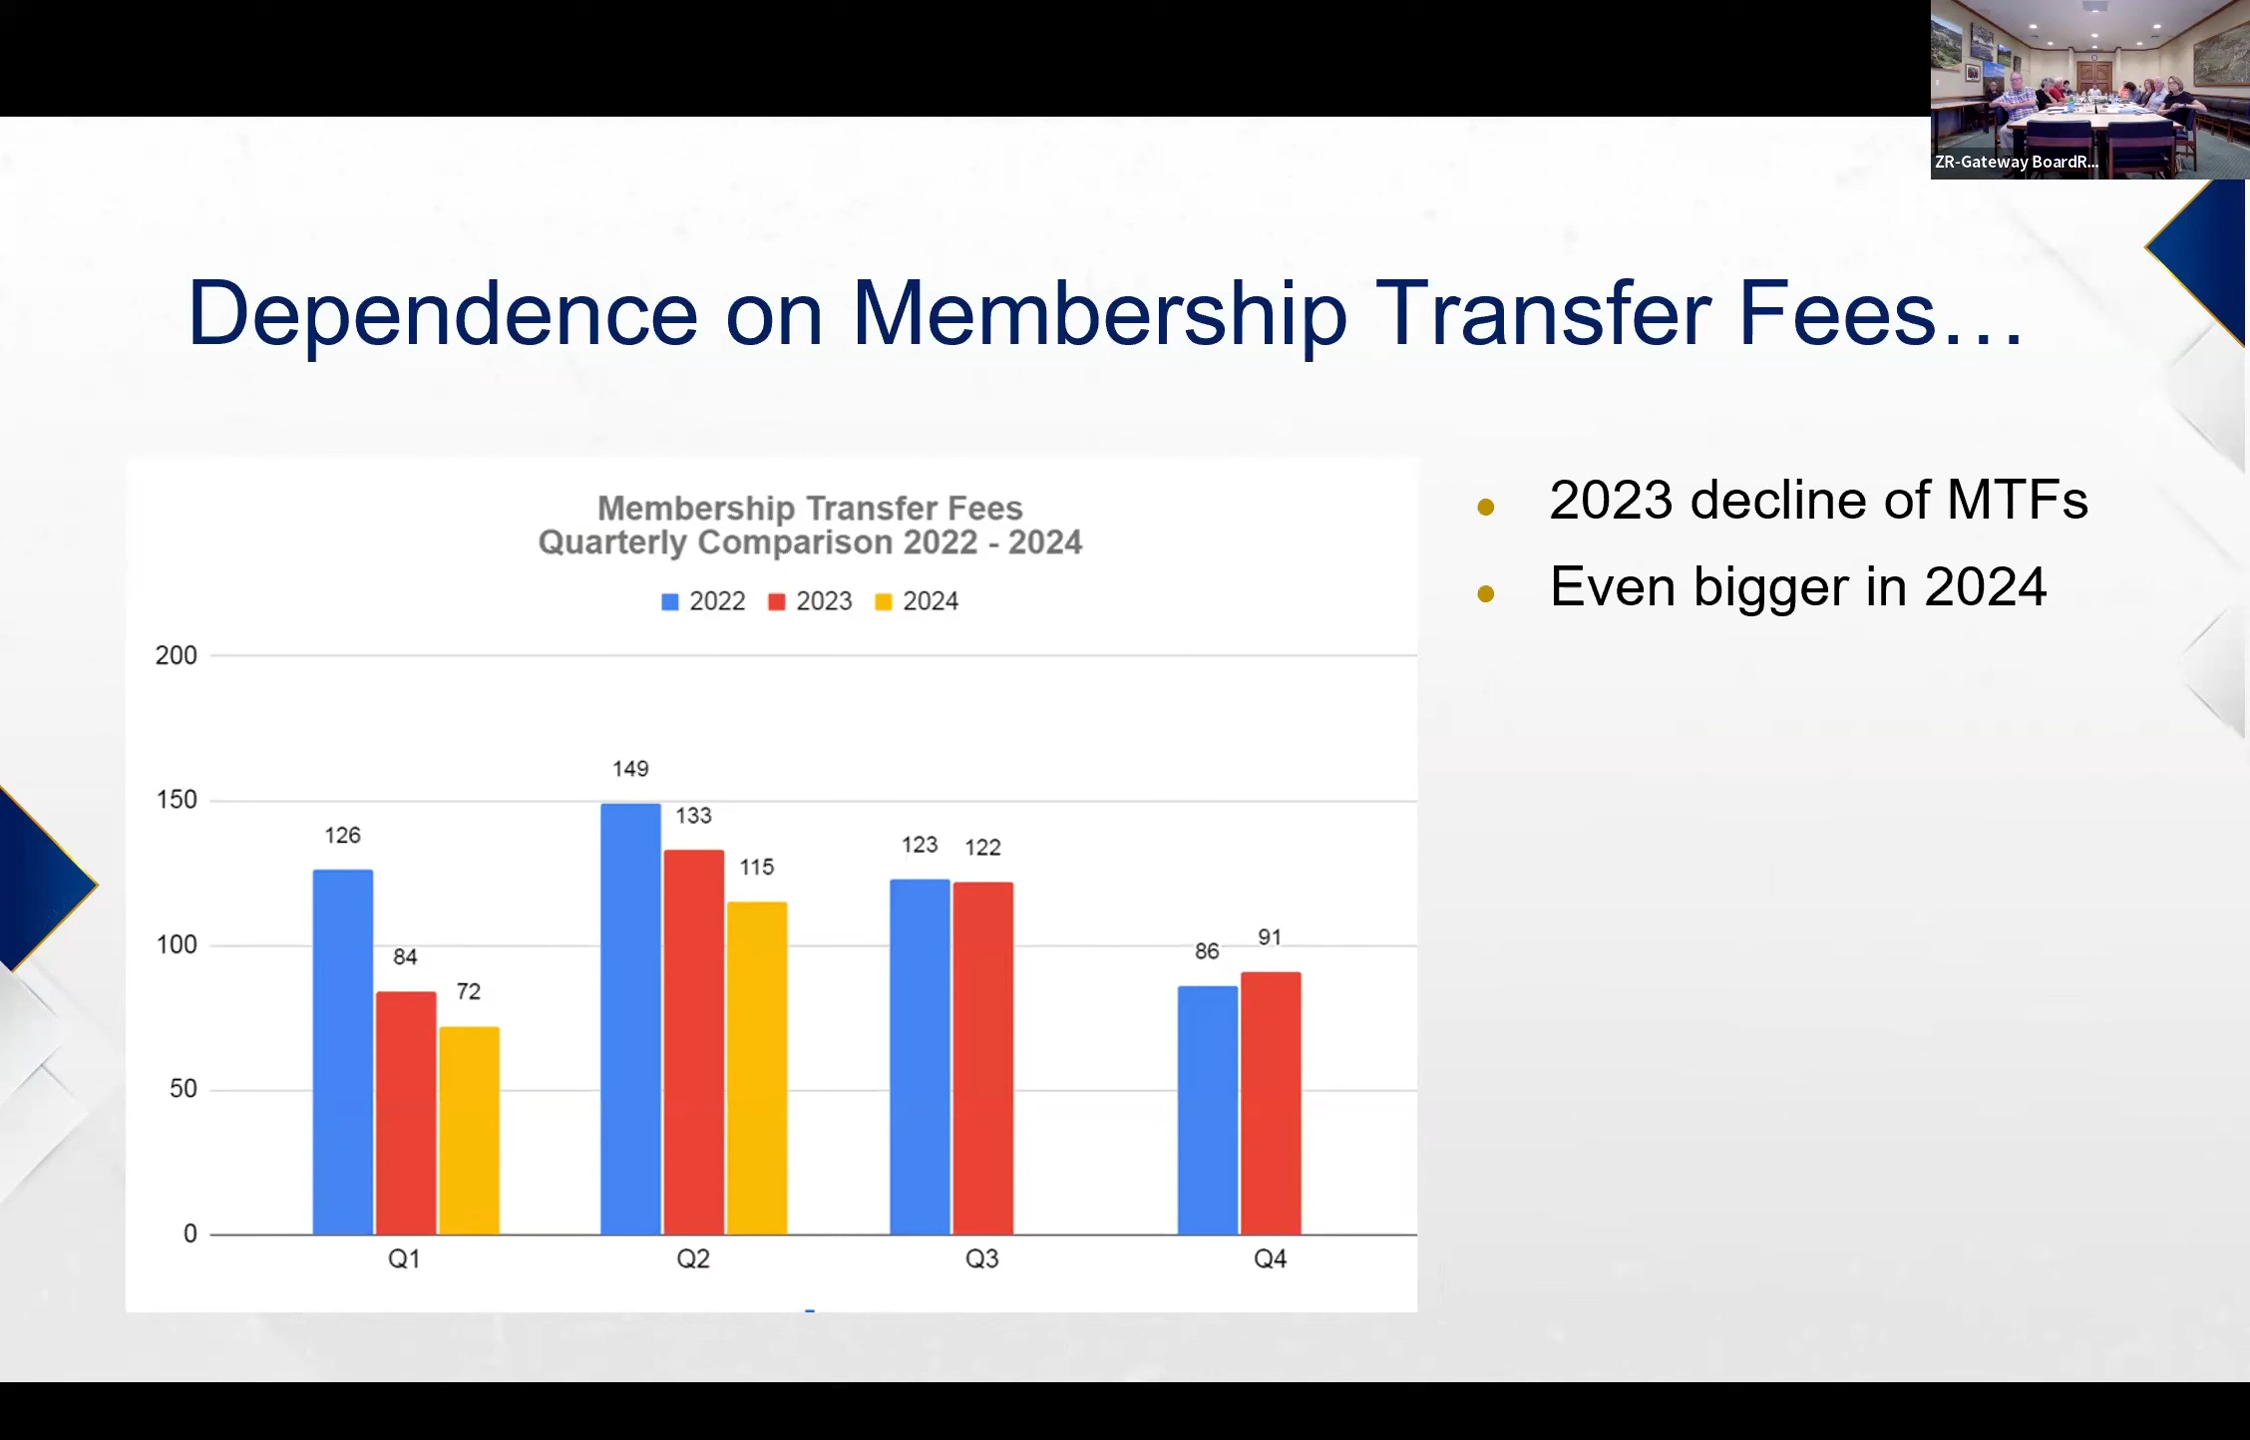 ZR-Gateway BoardR...
Dependence on Membership Transfer Fees…
Membership Transfer Fees
Quarterly Comparison 2022 - 2024
2022 2023 2024
200
150
100
50
0
126
84
72
149
133
115
123
122
86
91
Q1 Q2 Q3 Q4
• 2023 decline of MTFs
• Even bigger in 2024